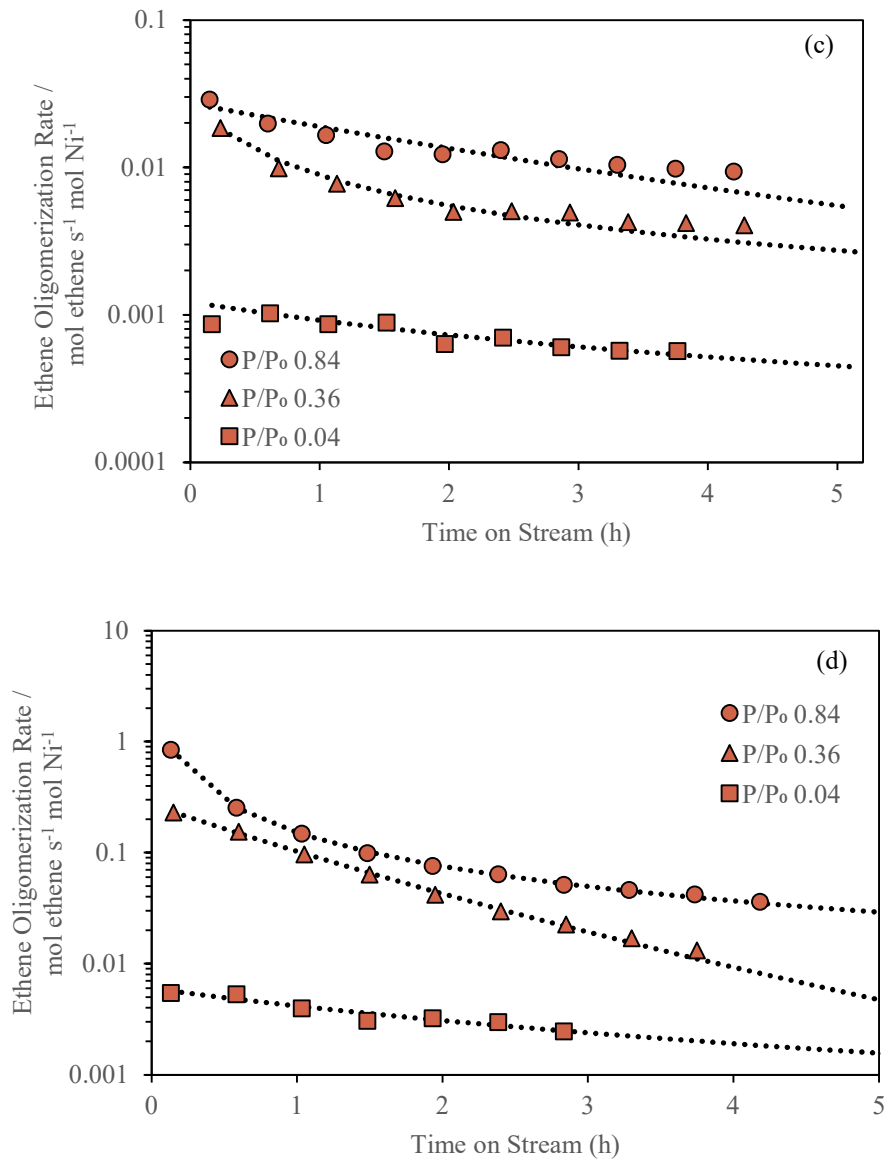 (c)
Ethene Oligomerization Rate /
mol ethene s-1 mol Ni-1
0.1
0.01
0.001
0.0001
P/P₀ 0.84
P/P₀ 0.36
P/P₀ 0.04
0 1 2 3 4 5
Time on Stream (h)
(d)
Ethene Oligomerization Rate /
mol ethene s-1 mol Ni-1
10
1
0.1
0.01
0.001
P/P₀ 0.84
P/P₀ 0.36
P/P₀ 0.04
0 1 2 3 4 5
Time on Stream (h)